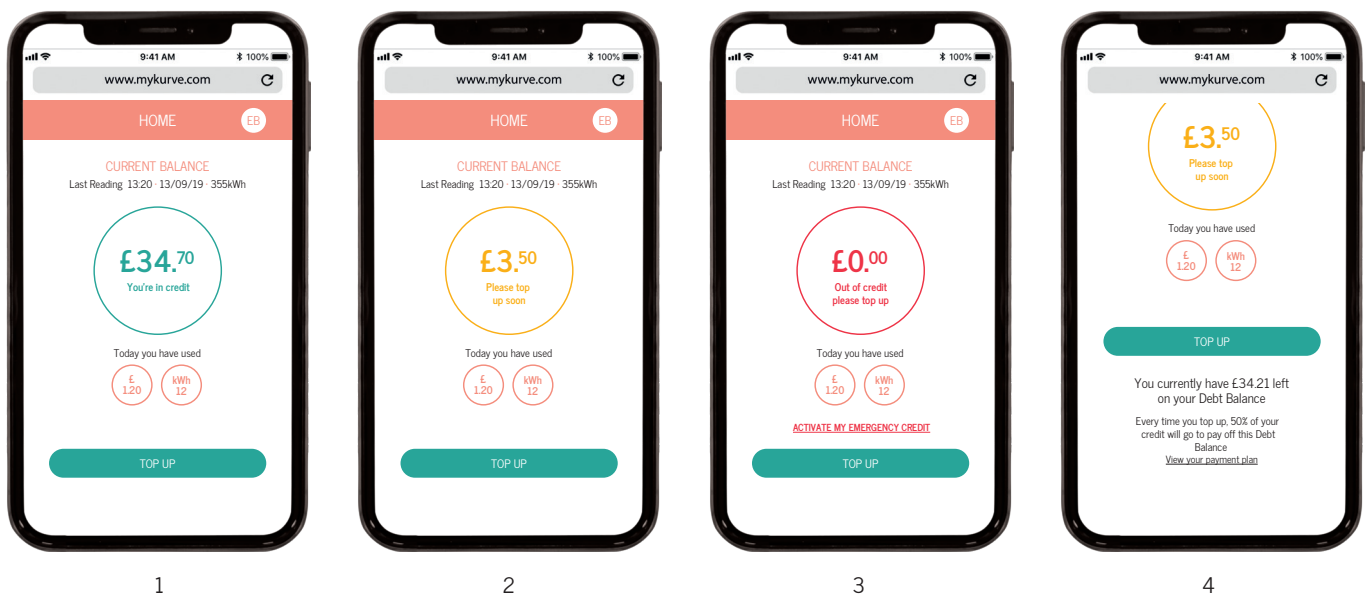 9:41 AM
100%
www.mykurve.com
HOME
EB
CURRENT BALANCE
Last Reading 13:20 · 13/09/19 · 355kWh
£34.70
You're in credit
Today you have used
£
1.20
kWh
12
TOP UP
1
9:41 AM
100%
www.mykurve.com
HOME
EB
CURRENT BALANCE
Last Reading 13:20 · 13/09/19 · 355kWh
£3.50
Please top
up soon
Today you have used
£
1.20
kWh
12
TOP UP
2
9:41 AM
100%
www.mykurve.com
HOME
EB
CURRENT BALANCE
Last Reading 13:20 · 13/09/19 · 355kWh
£0.00
Out of credit
please top up
Today you have used
£
1.20
kWh
12
ACTIVATE MY EMERGENCY CREDIT
TOP UP
3
9:41 AM
100%
www.mykurve.com
£3.50
Please top
up soon
Today you have used
£
1.20
kWh
12
TOP UP
You currently have £34.21 left
on your Debt Balance
Every time you top up, 50% of your
credit will go to pay off this Debt
Balance
View your payment plan
4